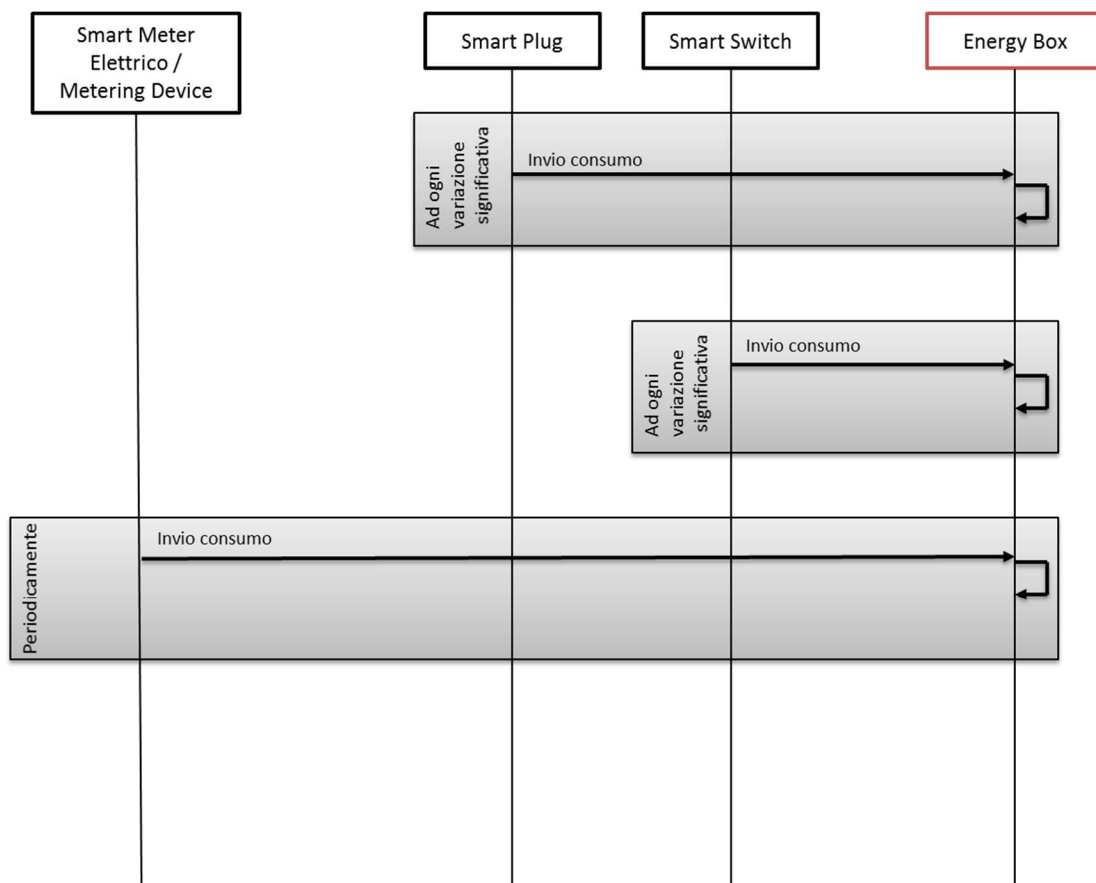 Smart Meter
Elettrico /
Metering Device
Smart Plug
Smart Switch
Energy Box
Ad ogni
variazione
significativa
Invio consumo
Ad ogni
variazione
significativa
Invio consumo
Periodicamente
Invio consumo